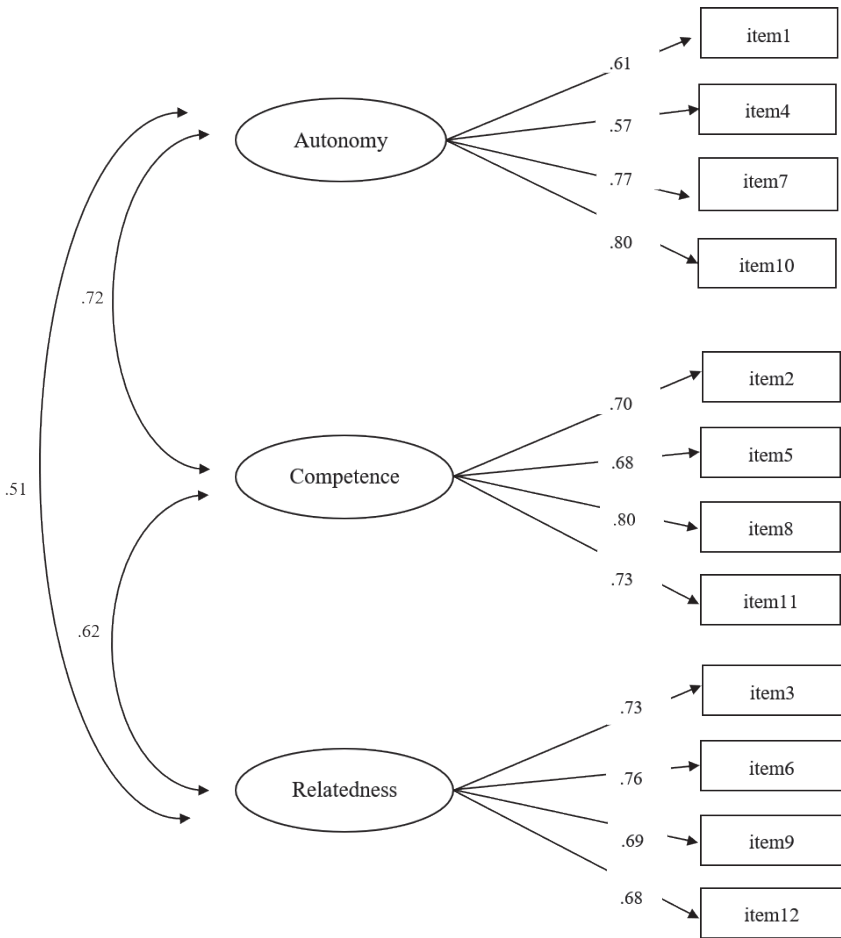 item1
.61
item4
.57
Autonomy
item7
.77
.80
item10
.72
item2
.70
item5
.68
Competence
.51
item8
.80
.73
item11
.62
item3
.73
item6
.76
Relatedness
item9
.69
.68
item12